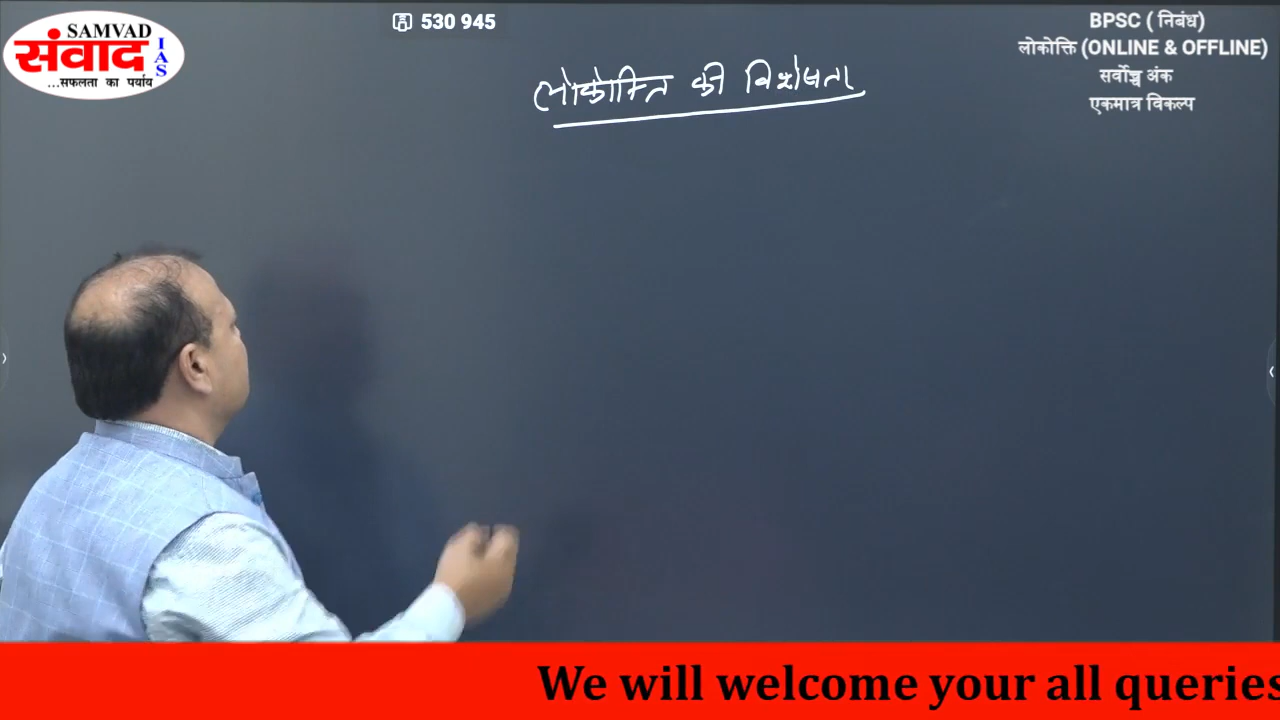 SAMVAD
संवाद
IAS
...सफलता का पर्याय
530 945
लोकोक्ति की विशेषता
BPSC ( निबंध)
लोकोक्ति (ONLINE & OFFLINE)
सर्वोच्च अंक
एकमात्र विकल्प
We will welcome your all queries